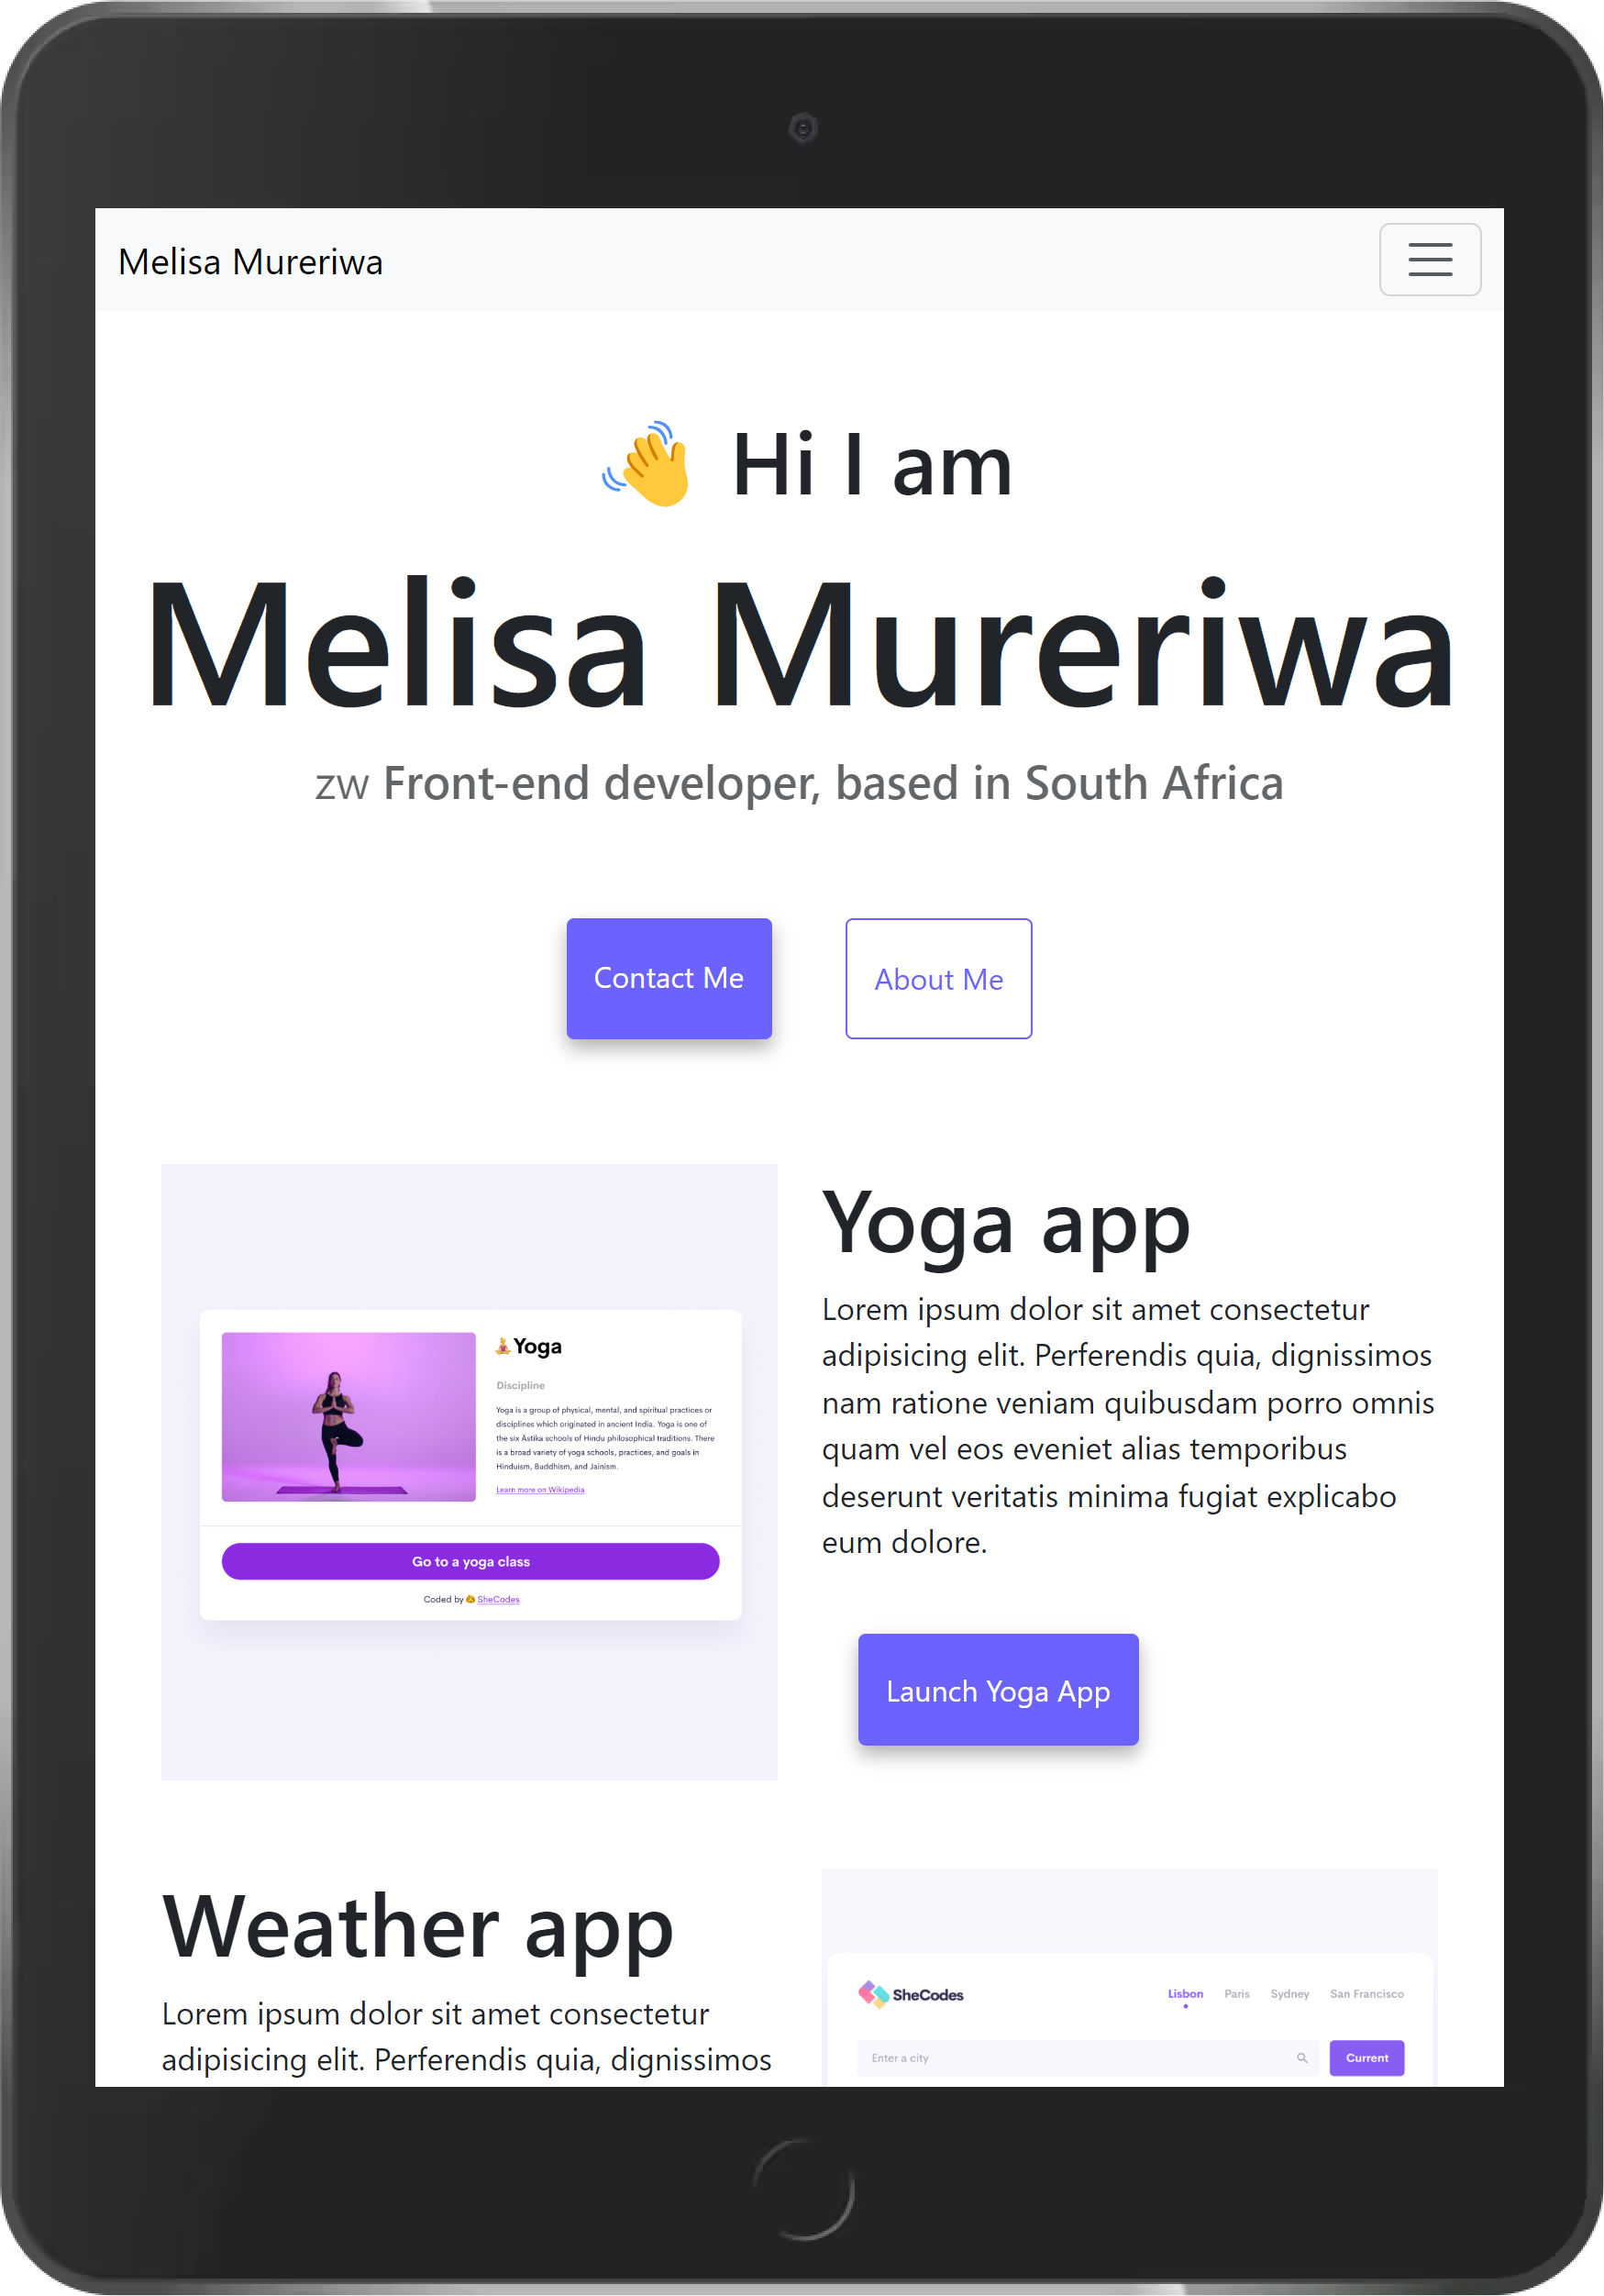 Melisa Mureriwa
👋 Hi I am
Melisa Mureriwa
zw Front-end developer, based in South Africa
Contact Me
About Me
🧘Yoga
Discipline
Yoga is a group of physical, mental, and spiritual practices or
disciplines which originated in ancient India. Yoga is one of
the six Āstika schools of Hindu philosophical traditions. There
is a broad variety of yoga schools, practices, and goals in
Hinduism, Buddhism, and Jainism.
Learn more on Wikipedia
Go to a yoga class
Coded by SheCodes
Yoga app
Lorem ipsum dolor sit amet consectetur
adipisicing elit. Perferendis quia, dignissimos
nam ratione veniam quibusdam porro omnis
quam vel eos eveniet alias temporibus
deserunt veritatis minima fugiat explicabo
eum dolore.
Launch Yoga App
Weather app
Lorem ipsum dolor sit amet consectetur
adipisicing elit. Perferendis quia, dignissimos
SheCodes
Lisbon Paris Sydney San Francisco
Enter a city
Current